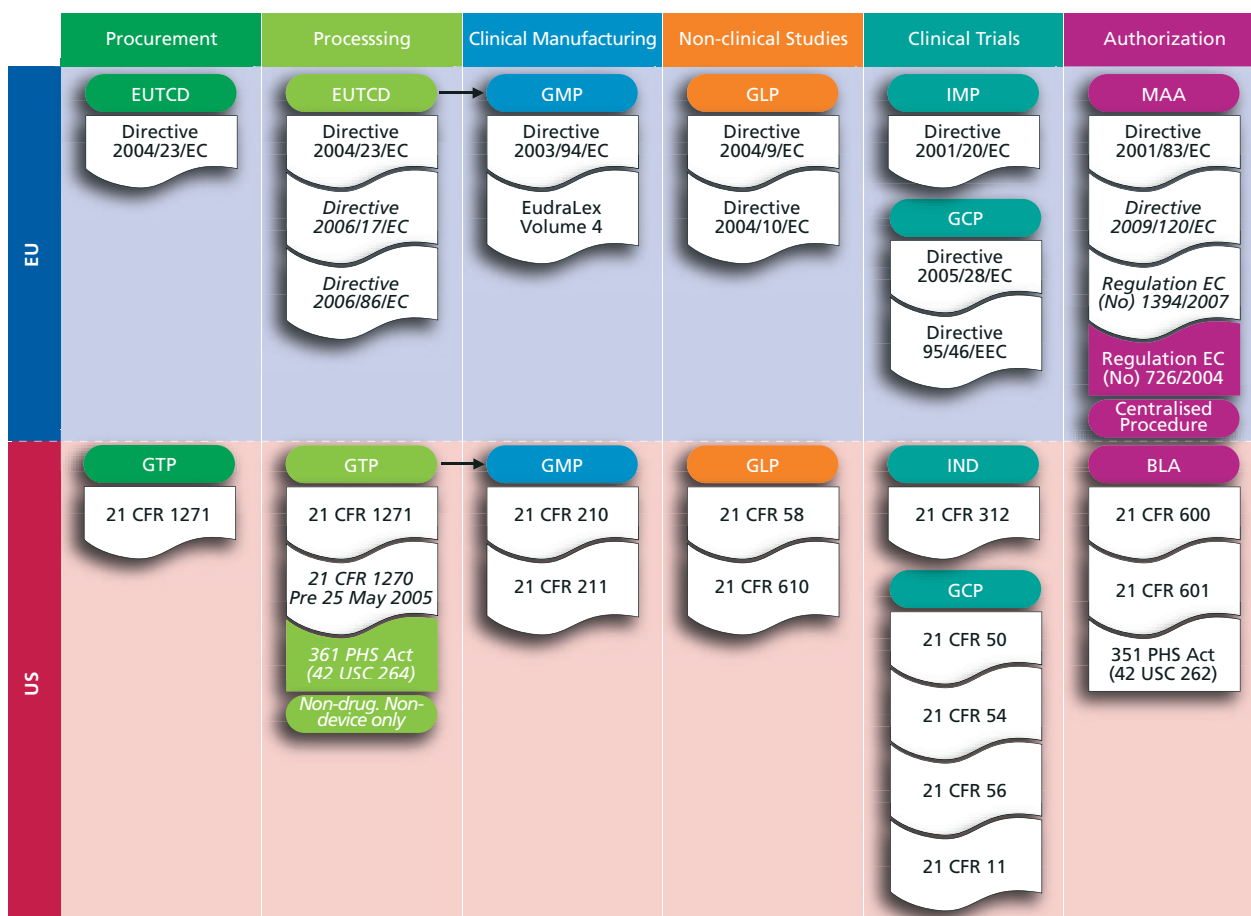 Procurement
Processsing
Clinical Manufacturing
Non-clinical Studies
Clinical Trials
Authorization
EU
EUTCD
Directive
2004/23/EC
EUTCD
Directive
2004/23/EC
Directive
2006/17/EC
Directive
2006/86/EC
GMP
Directive
2003/94/EC
EudraLex
Volume 4
GLP
Directive
2004/9/EC
Directive
2004/10/EC
IMP
Directive
2001/20/EC
GCP
Directive
2005/28/EC
Directive
95/46/EEC
MAA
Directive
2001/83/EC
Directive
2009/120/EC
Regulation EC
(No) 1394/2007
Regulation EC
(No) 726/2004
Centralised
Procedure
US
GTP
21 CFR 1271
GTP
21 CFR 1271
21 CFR 1270
Pre 25 May 2005
361 PHS Act
(42 USC 264)
Non-drug. Non-
device only
GMP
21 CFR 210
21 CFR 211
GLP
21 CFR 58
21 CFR 610
IND
21 CFR 312
GCP
21 CFR 50
21 CFR 54
21 CFR 56
21 CFR 11
BLA
21 CFR 600
21 CFR 601
351 PHS Act
(42 USC 262)